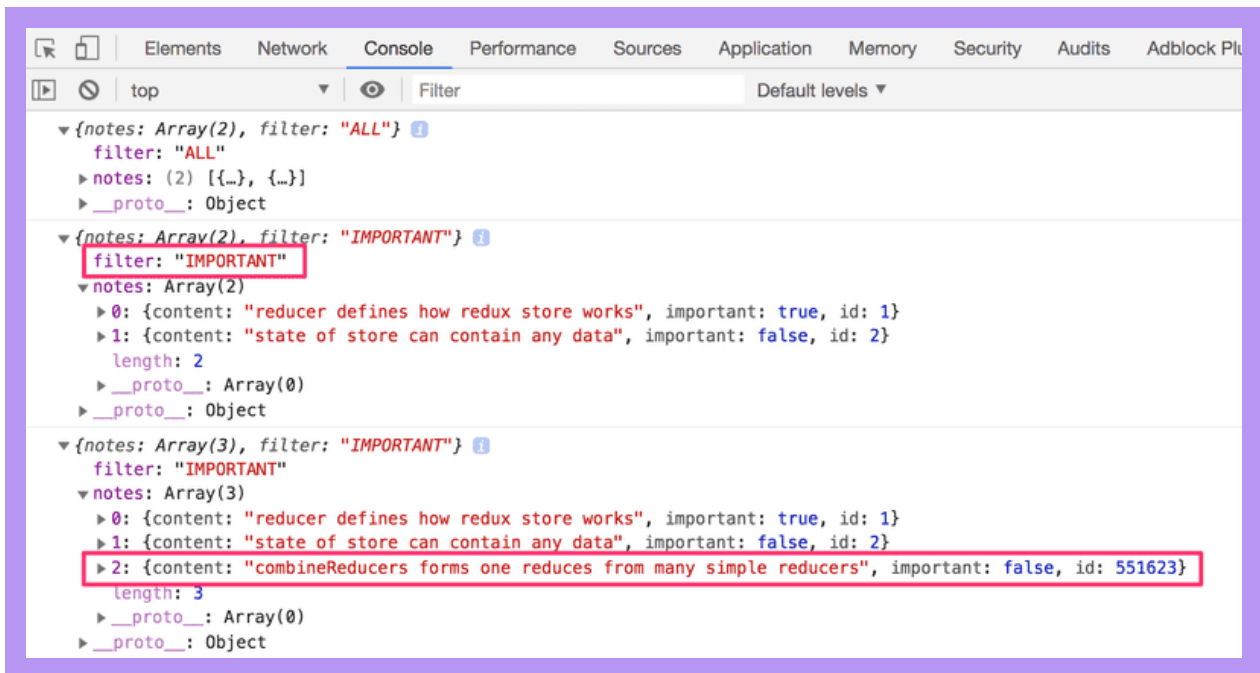 Elements Network Console Performance Sources Application Memory Security Audits Adblock Plu
top Filter Default levels
{notes: Array(2), filter: "ALL"}
filter: "ALL"
notes: (2) [{…}, {…}]
__proto__: Object
{notes: Array(2), filter: "IMPORTANT"}
filter: "IMPORTANT"
notes: Array(2)
0: {content: "reducer defines how redux store works", important: true, id: 1}
1: {content: "state of store can contain any data", important: false, id: 2}
length: 2
__proto__: Array(0)
__proto__: Object
{notes: Array(3), filter: "IMPORTANT"}
filter: "IMPORTANT"
notes: Array(3)
0: {content: "reducer defines how redux store works", important: true, id: 1}
1: {content: "state of store can contain any data", important: false, id: 2}
2: {content: "combineReducers forms one reduces from many simple reducers", important: false, id: 551623}
length: 3
__proto__: Array(0)
__proto__: Object